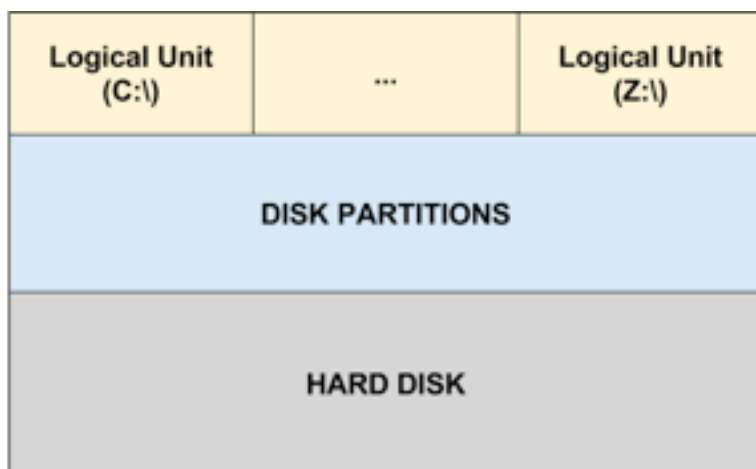 Logical Unit
(C:\)
...
Logical Unit
(Z:\)
DISK PARTITIONS
HARD DISK